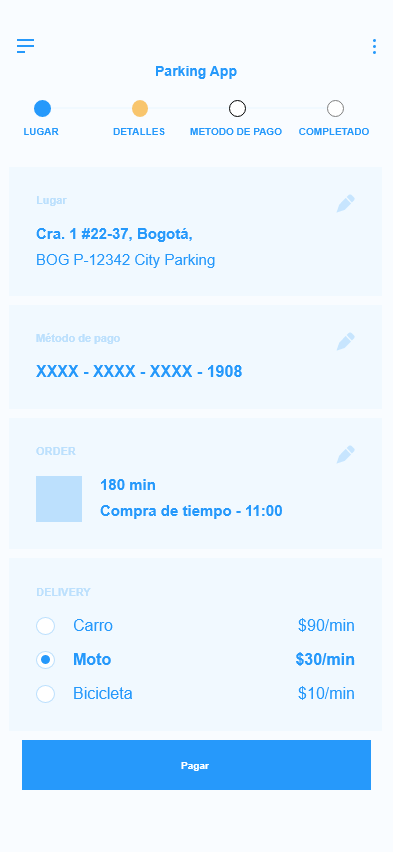 Parking App
LUGAR DETALLES METODO DE PAGO COMPLETADO
Lugar
Cra. 1 #22-37, Bogotá,
BOG P-12342 City Parking
Método de pago
XXXX - XXXX - XXXX - 1908
ORDER
180 min
Compra de tiempo - 11:00
DELIVERY
Carro $90/min
Moto $30/min
Bicicleta $10/min
Pagar